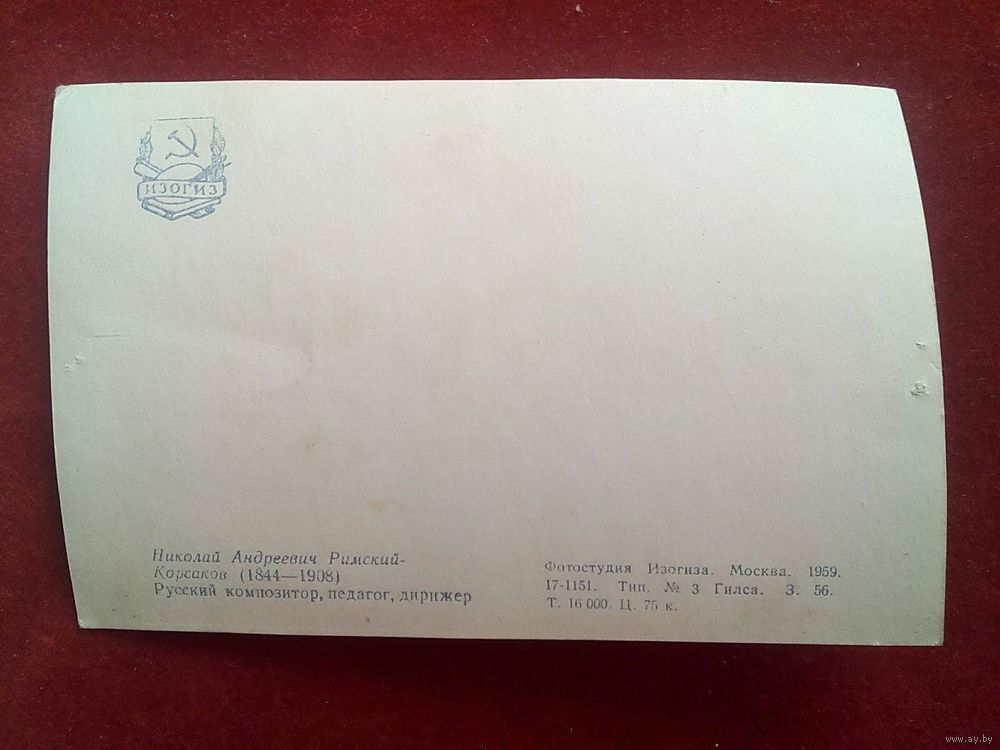 ИЗОГИЗ
Николай Андреевич Римский-
Корсаков (1844—1908)
Русский композитор, педагог, дирижер
Фотостудия Изогиза. Москва. 1959.
17-1151. Тип. № 3 Гилса. З. 56.
Т. 16 000. Ц. 75 к.
www.ay.by